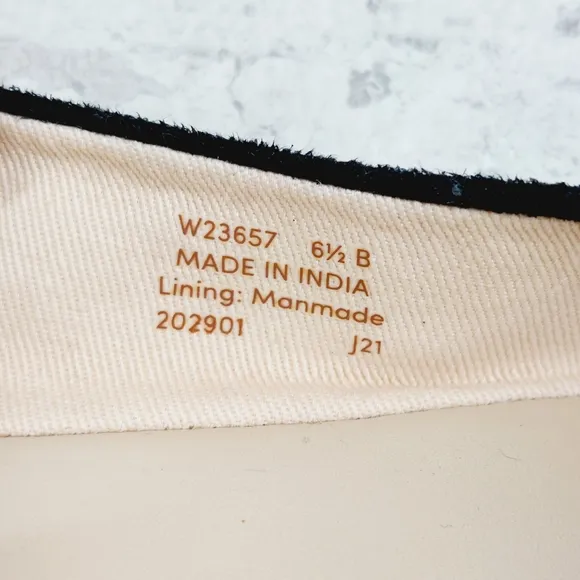 W23657 6½ B
MADE IN INDIA
Lining: Manmade
202901 J21